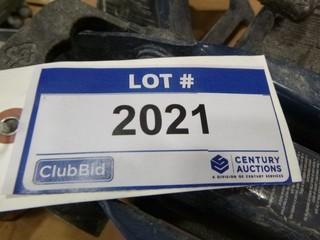 LOT #
2021
ClubBid
CENTURY
AUCTIONS
A DIVISION OF CENTURY SERVICES